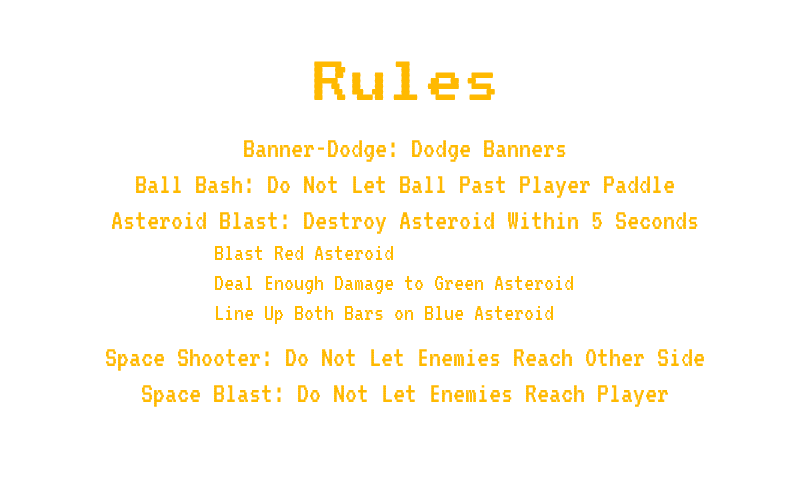 Rules
Banner-Dodge: Dodge Banners
Ball Bash: Do Not Let Ball Past Player Paddle
Asteroid Blast: Destroy Asteroid Within 5 Seconds
Blast Red Asteroid
Deal Enough Damage to Green Asteroid
Line Up Both Bars on Blue Asteroid
Space Shooter: Do Not Let Enemies Reach Other Side
Space Blast: Do Not Let Enemies Reach Player